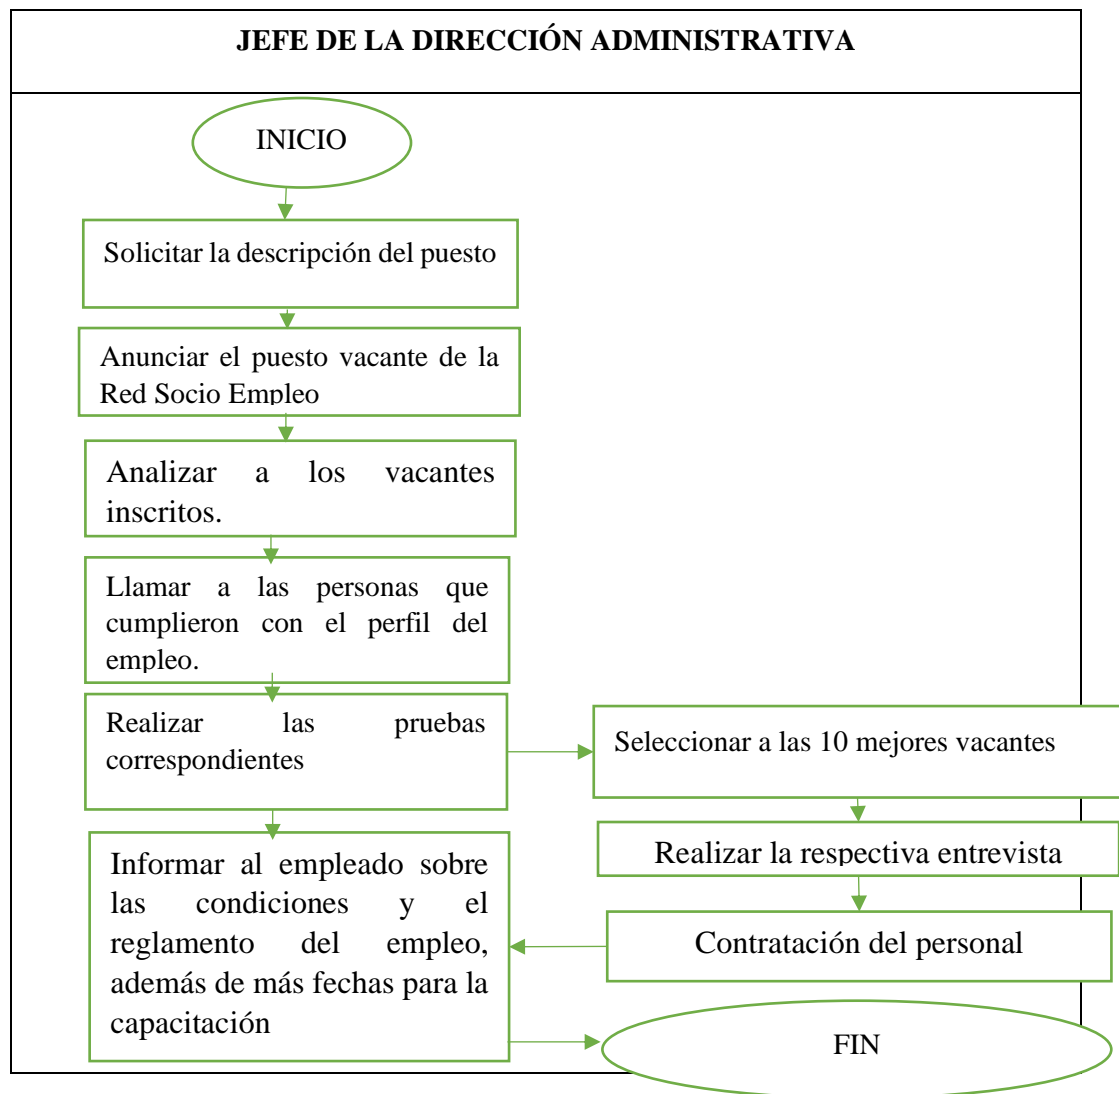 JEFE DE LA DIRECCIÓN ADMINISTRATIVA
INICIO
Solicitar la descripción del puesto
Anunciar el puesto vacante de la
Red Socio Empleo
Analizar a los vacantes
inscritos.
Llamar a las personas que
cumplieron con el perfil del
empleo.
Realizar las pruebas
correspondientes
Seleccionar a las 10 mejores vacantes
Realizar la respectiva entrevista
Contratación del personal
Informar al empleado sobre
las condiciones y el
reglamento del empleo,
además de más fechas para la
capacitación
FIN